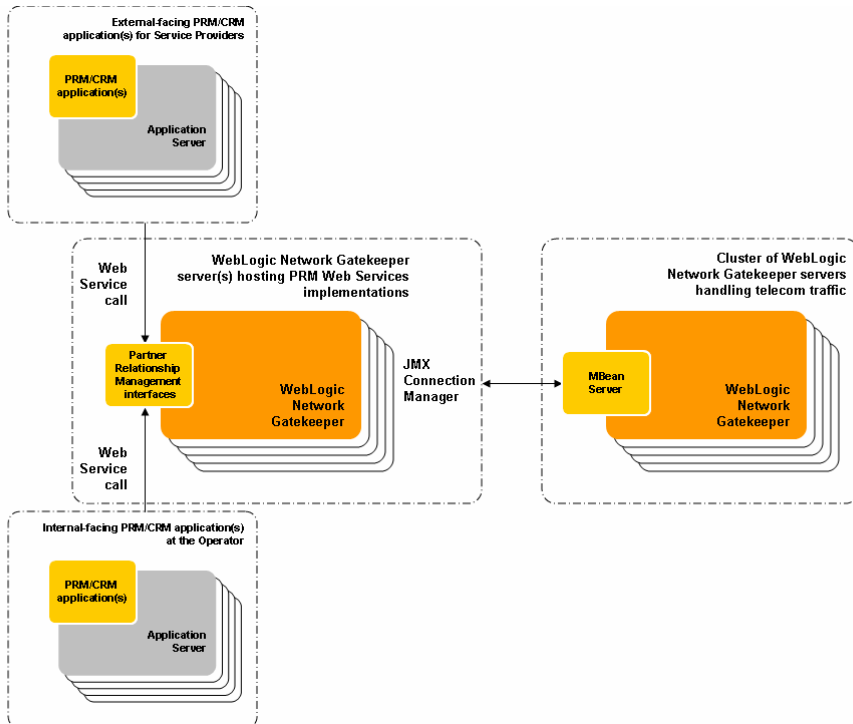 External-facing PRM/CRM
application(s) for Service Providers
PRM/CRM
application(s)
Application
Server
Web
Service
call
WebLogic Network Gatekeeper
server(s) hosting PRM Web Services
implementations
Partner
Relationship
Management
interfaces
WebLogic
Network
Gatekeeper
JMX
Connection
Manager
Cluster of WebLogic
Network Gatekeeper servers
handling telecom traffic
MBean
Server
WebLogic
Network
Gatekeeper
Web
Service
call
Internal-facing PRM/CRM application(s)
at the Operator
PRM/CRM
application(s)
Application
Server